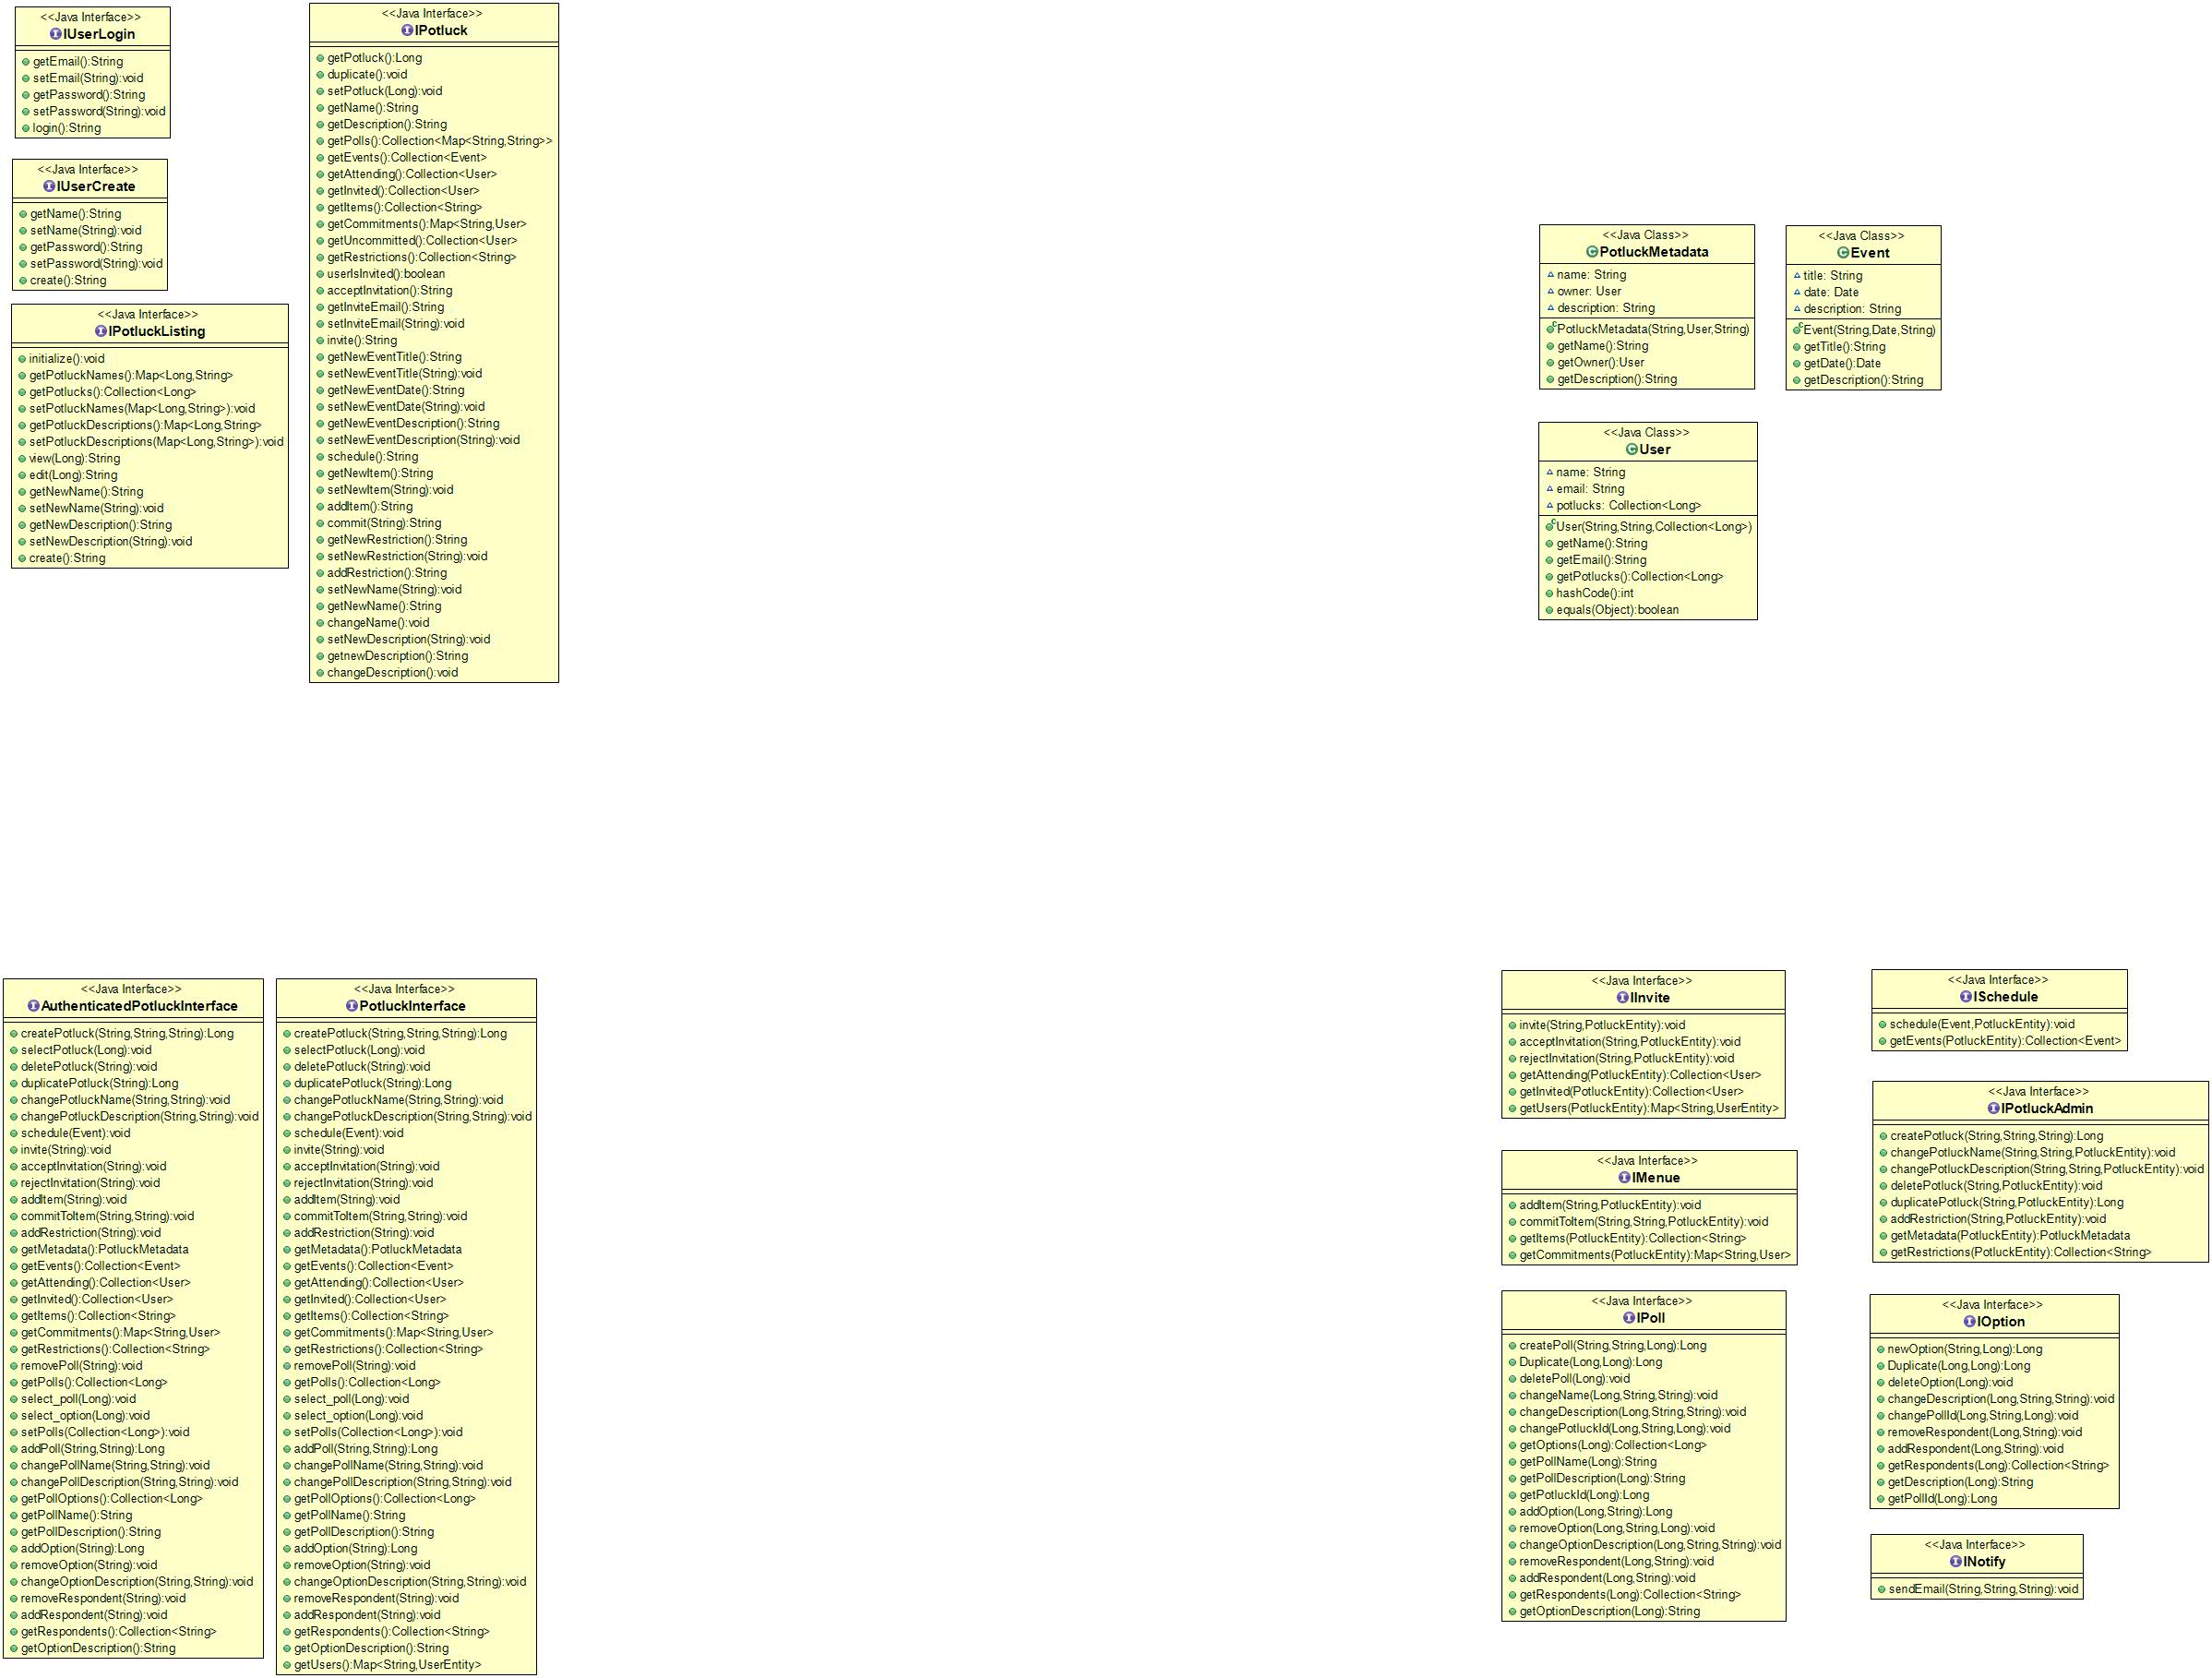 <<Java Interface>>
IUserLogin
getEmail():String
setEmail(String):void
getPassword():String
setPassword(String):void
login():String
<<Java Interface>>
IUserCreate
getName():String
setName(String):void
getPassword():String
setPassword(String):void
create():String
<<Java Interface>>
IPotluckListing
initialize():void
getPotluckNames():Map<Long,String>
getPotlucks():Collection<Long>
setPotluckNames(Map<Long,String>):void
getPotluckDescriptions():Map<Long,String>
setPotluckDescriptions(Map<Long,String>):void
view(Long):String
edit(Long):String
getNewName():String
setNewName(String):void
getNewDescription():String
setNewDescription(String):void
create():String
<<Java Interface>>
IPotluck
getPotluck():Long
duplicate():void
setPotluck(Long):void
getName():String
getDescription():String
getPolls():Collection<Map<String,String>>
getEvents():Collection<Event>
getAttending():Collection<User>
getInvited():Collection<User>
getItems():Collection<String>
getCommitments():Map<String,User>
getUncommitted():Collection<User>
getRestrictions():Collection<String>
userIsInvited():boolean
acceptInvitation():String
getInviteEmail():String
setInviteEmail(String):void
invite():String
getNewEventTitle():String
setNewEventTitle(String):void
getNewEventDate():String
setNewEventDate(String):void
getNewEventDescription():String
setNewEventDescription(String):void
schedule():String
getNewItem():String
setNewItem(String):void
addItem():String
commit(String):String
getNewRestriction():String
setNewRestriction(String):void
addRestriction():String
setNewName(String):void
getNewName():String
changeName():void
setNewDescription(String):void
getnewDescription():String
changeDescription():void
<<Java Class>>
PotluckMetadata
name: String
owner: User
description: String
PotluckMetadata(String,User,String)
getName():String
getOwner():User
getDescription():String
<<Java Class>>
Event
title: String
date: Date
description: String
Event(String,Date,String)
getTitle():String
getDate():Date
getDescription():String
<<Java Class>>
User
name: String
email: String
potlucks: Collection<Long>
User(String,String,Collection<Long>)
getName():String
getEmail():String
getPotlucks():Collection<Long>
hashCode():int
equals(Object):boolean
<<Java Interface>>
AuthenticatedPotluckInterface
createPotluck(String,String,String):Long
selectPotluck(Long):void
deletePotluck(String):void
duplicatePotluck(String):Long
changePotluckName(String,String):void
changePotluckDescription(String,String):void
schedule(Event):void
invite(String):void
acceptInvitation(String):void
rejectInvitation(String):void
addItem(String):void
commitToItem(String,String):void
addRestriction(String):void
getMetadata():PotluckMetadata
getEvents():Collection<Event>
getAttending():Collection<User>
getInvited():Collection<User>
getItems():Collection<String>
getCommitments():Map<String,User>
getRestrictions():Collection<String>
removePoll(String):void
getPolls():Collection<Long>
select_poll(Long):void
select_option(Long):void
setPolls(Collection<Long>):void
addPoll(String,String):Long
changePollName(String,String):void
changePollDescription(String,String):void
getPollOptions():Collection<Long>
getPollName():String
getPollDescription():String
addOption(String):Long
removeOption(String):void
changeOptionDescription(String,String):void
removeRespondent(String):void
addRespondent(String):void
getRespondents():Collection<String>
getOptionDescription():String
<<Java Interface>>
PotluckInterface
createPotluck(String,String,String):Long
selectPotluck(Long):void
deletePotluck(String):void
duplicatePotluck(String):Long
changePotluckName(String,String):void
changePotluckDescription(String,String):void
schedule(Event):void
invite(String):void
acceptInvitation(String):void
rejectInvitation(String):void
addItem(String):void
commitToItem(String,String):void
addRestriction(String):void
getMetadata():PotluckMetadata
getEvents():Collection<Event>
getAttending():Collection<User>
getInvited():Collection<User>
getItems():Collection<String>
getCommitments():Map<String,User>
getRestrictions():Collection<String>
removePoll(String):void
getPolls():Collection<Long>
select_poll(Long):void
select_option(Long):void
setPolls(Collection<Long>):void
addPoll(String,String):Long
changePollName(String,String):void
changePollDescription(String,String):void
getPollOptions():Collection<Long>
getPollName():String
getPollDescription():String
addOption(String):Long
removeOption(String):void
changeOptionDescription(String,String):void
removeRespondent(String):void
addRespondent(String):void
getRespondents():Collection<String>
getOptionDescription():String
getUsers():Map<String,UserEntity>
<<Java Interface>>
IInvite
invite(String,PotluckEntity):void
acceptInvitation(String,PotluckEntity):void
rejectInvitation(String,PotluckEntity):void
getAttending(PotluckEntity):Collection<User>
getInvited(PotluckEntity):Collection<User>
getUsers(PotluckEntity):Map<String,UserEntity>
<<Java Interface>>
IMenue
addItem(String,PotluckEntity):void
commitToItem(String,String,PotluckEntity):void
getItems(PotluckEntity):Collection<String>
getCommitments(PotluckEntity):Map<String,User>
<<Java Interface>>
IPoll
createPoll(String,String,Long):Long
Duplicate(Long,Long):Long
deletePoll(Long):void
changeName(Long,String,String):void
changeDescription(Long,String,String):void
changePotluckId(Long,String,Long):void
getOptions(Long):Collection<Long>
getPollName(Long):String
getPollDescription(Long):String
getPotluckId(Long):Long
addOption(Long,String):Long
removeOption(Long,String,Long):void
changeOptionDescription(Long,String,String):void
removeRespondent(Long,String):void
addRespondent(Long,String):void
getRespondents(Long):Collection<String>
getOptionDescription(Long):String
<<Java Interface>>
ISchedule
schedule(Event,PotluckEntity):void
getEvents(PotluckEntity):Collection<Event>
<<Java Interface>>
IPotluckAdmin
createPotluck(String,String,String):Long
changePotluckName(String,String,PotluckEntity):void
changePotluckDescription(String,String,PotluckEntity):void
deletePotluck(String,PotluckEntity):void
duplicatePotluck(String,PotluckEntity):Long
addRestriction(String,PotluckEntity):void
getMetadata(PotluckEntity):PotluckMetadata
getRestrictions(PotluckEntity):Collection<String>
<<Java Interface>>
IOption
newOption(String,Long):Long
Duplicate(Long,Long):Long
deleteOption(Long):void
changeDescription(Long,String,String):void
changePollId(Long,String,Long):void
removeRespondent(Long,String):void
addRespondent(Long,String):void
getRespondents(Long):Collection<String>
getDescription(Long):String
getPollId(Long):Long
<<Java Interface>>
INotify
sendEmail(String,String,String):void